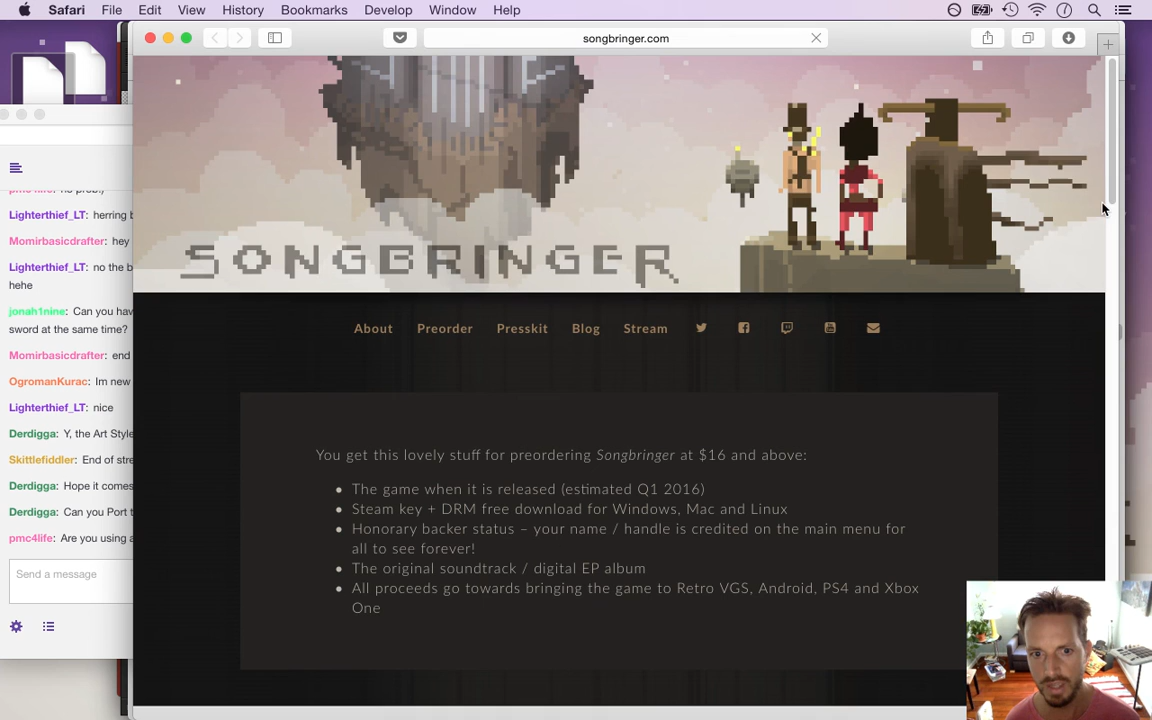 Safari File Edit View History Bookmarks Develop Window Help
songbringer.com
Lighterthief_LT: herring b
Momirbasicdrafter: hey
Lighterthief_LT: no the b
hehe
jonah1nine: Can you hav
sword at the same time?
Momirbasicdrafter: end
OgromanKurac: Im new
Lighterthief_LT: nice
Derdigga: Y, the Art Style
Skittlefiddler: End of stre
Derdigga: Hope it comes
Derdigga: Can you Port t
pmc4life: Are you using a
Send a message
SONGBRINGER
About Preorder Presskit Blog Stream
You get this lovely stuff for preordering Songbringer at $16 and above:
The game when it is released (estimated Q1 2016)
Steam key + DRM free download for Windows, Mac and Linux
Honorary backer status – your name / handle is credited on the main menu for
all to see forever!
The original soundtrack / digital EP album
All proceeds go towards bringing the game to Retro VGS, Android, PS4 and Xbox
One